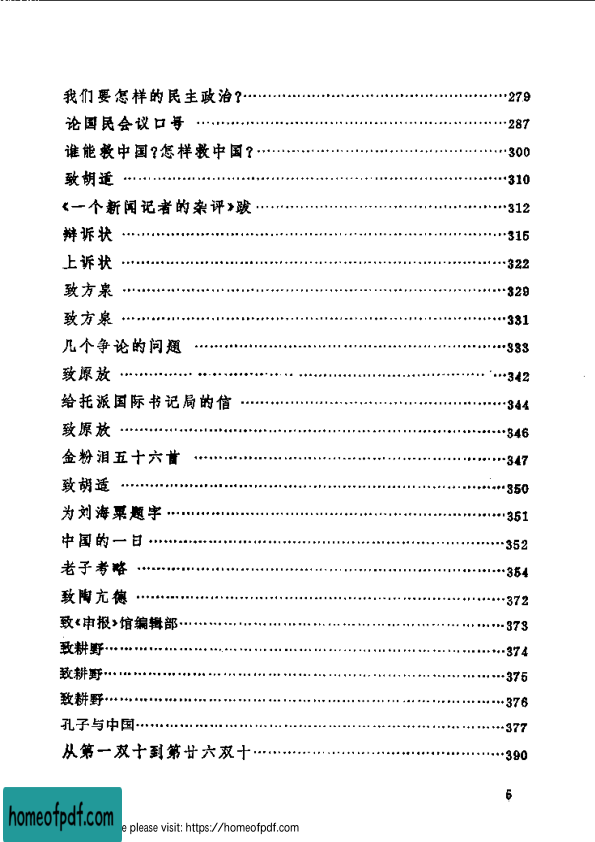 我们要怎样的民主政治?……279
论国民会议口号……287
谁能救中国?怎样救中国?……300
致胡适……310
《一个新闻记者的杂评》跋……312
辩诉状……315
上诉状……322
致方泉……329
致方泉……331
几个争论的问题……333
致原放……342
给托派国际书记局的信……344
致原放……346
金粉泪五十六首……347
致胡适……350
为刘海粟题字……351
中国的一日……352
老子考略……354
致陶亢德……372
致《申报》馆编辑部……373
致耕野……374
致耕野……375
致耕野……376
孔子与中国……377
从第一双十到第廿六双十……390
5
homeofpdf.com
e please visit: https://homeofpdf.com